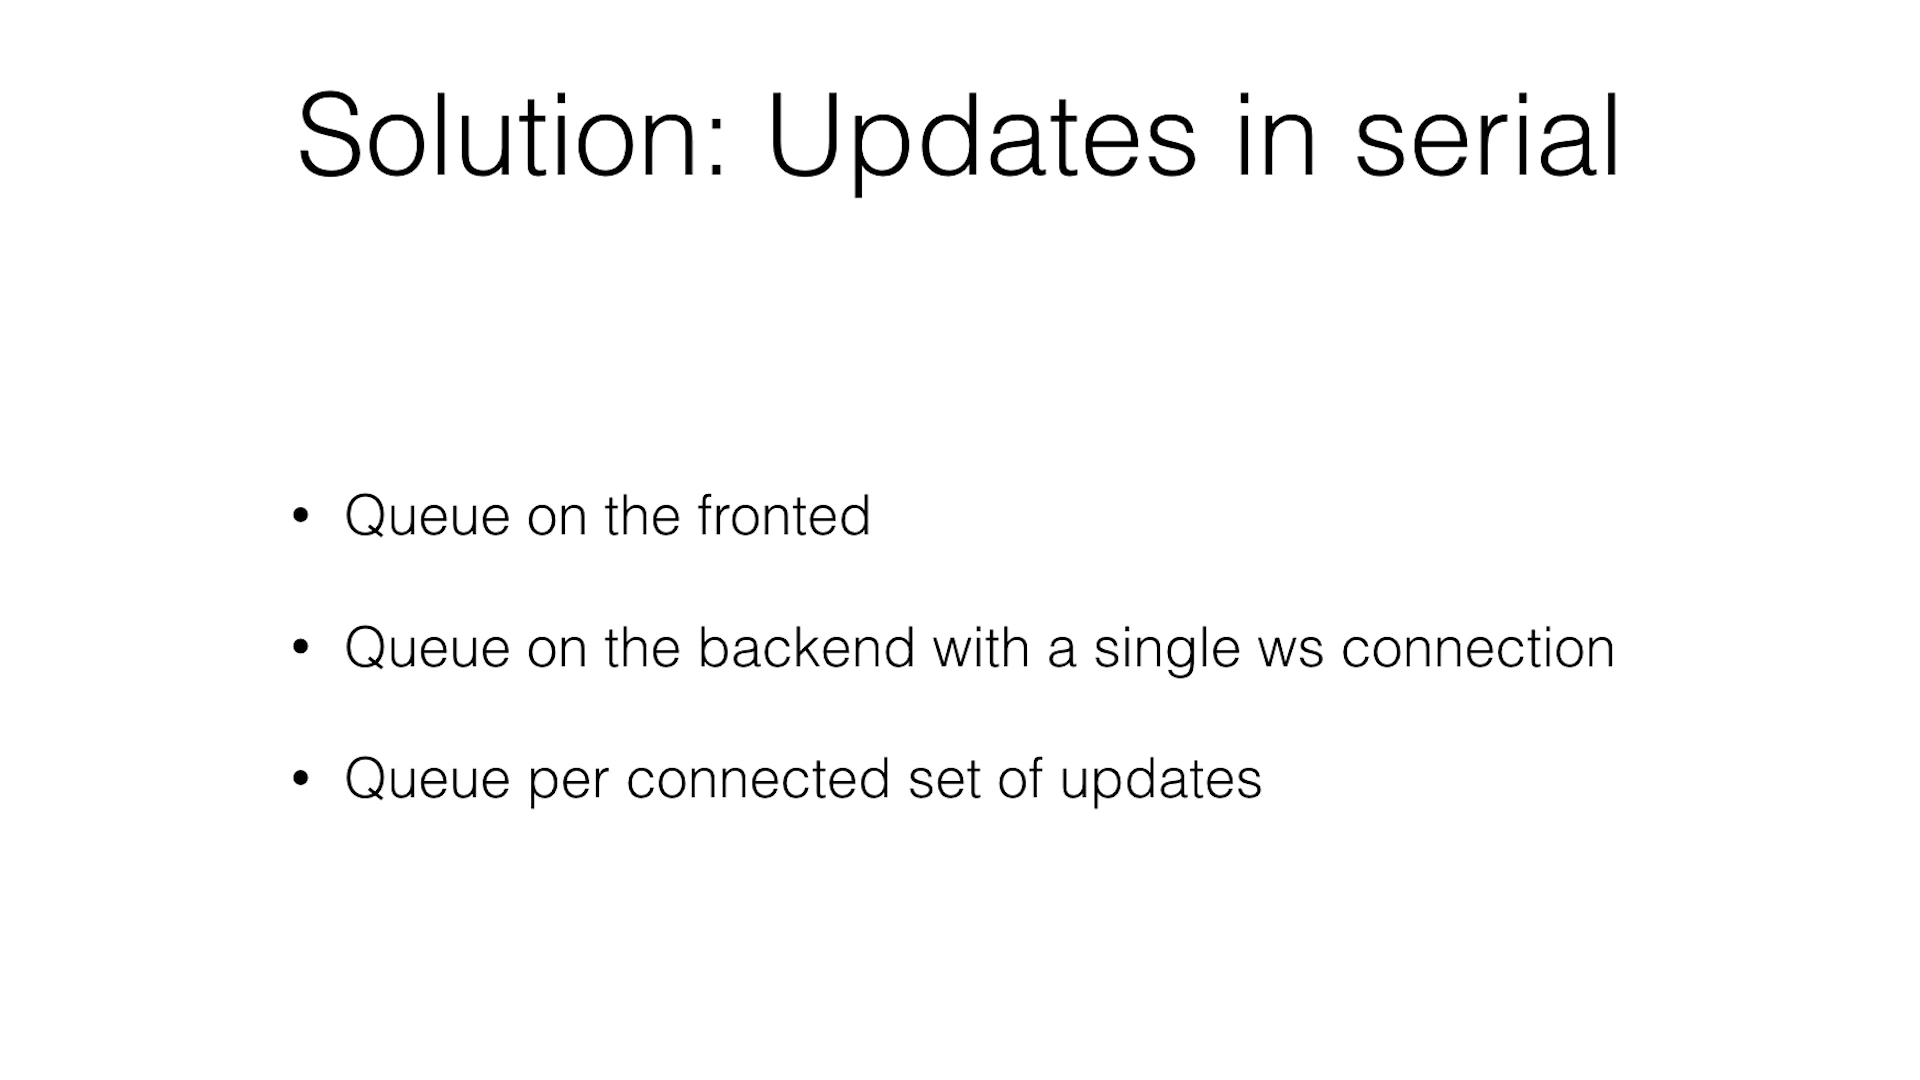 Solution: Updates in serial
• Queue on the fronted
• Queue on the backend with a single ws connection
• Queue per connected set of updates